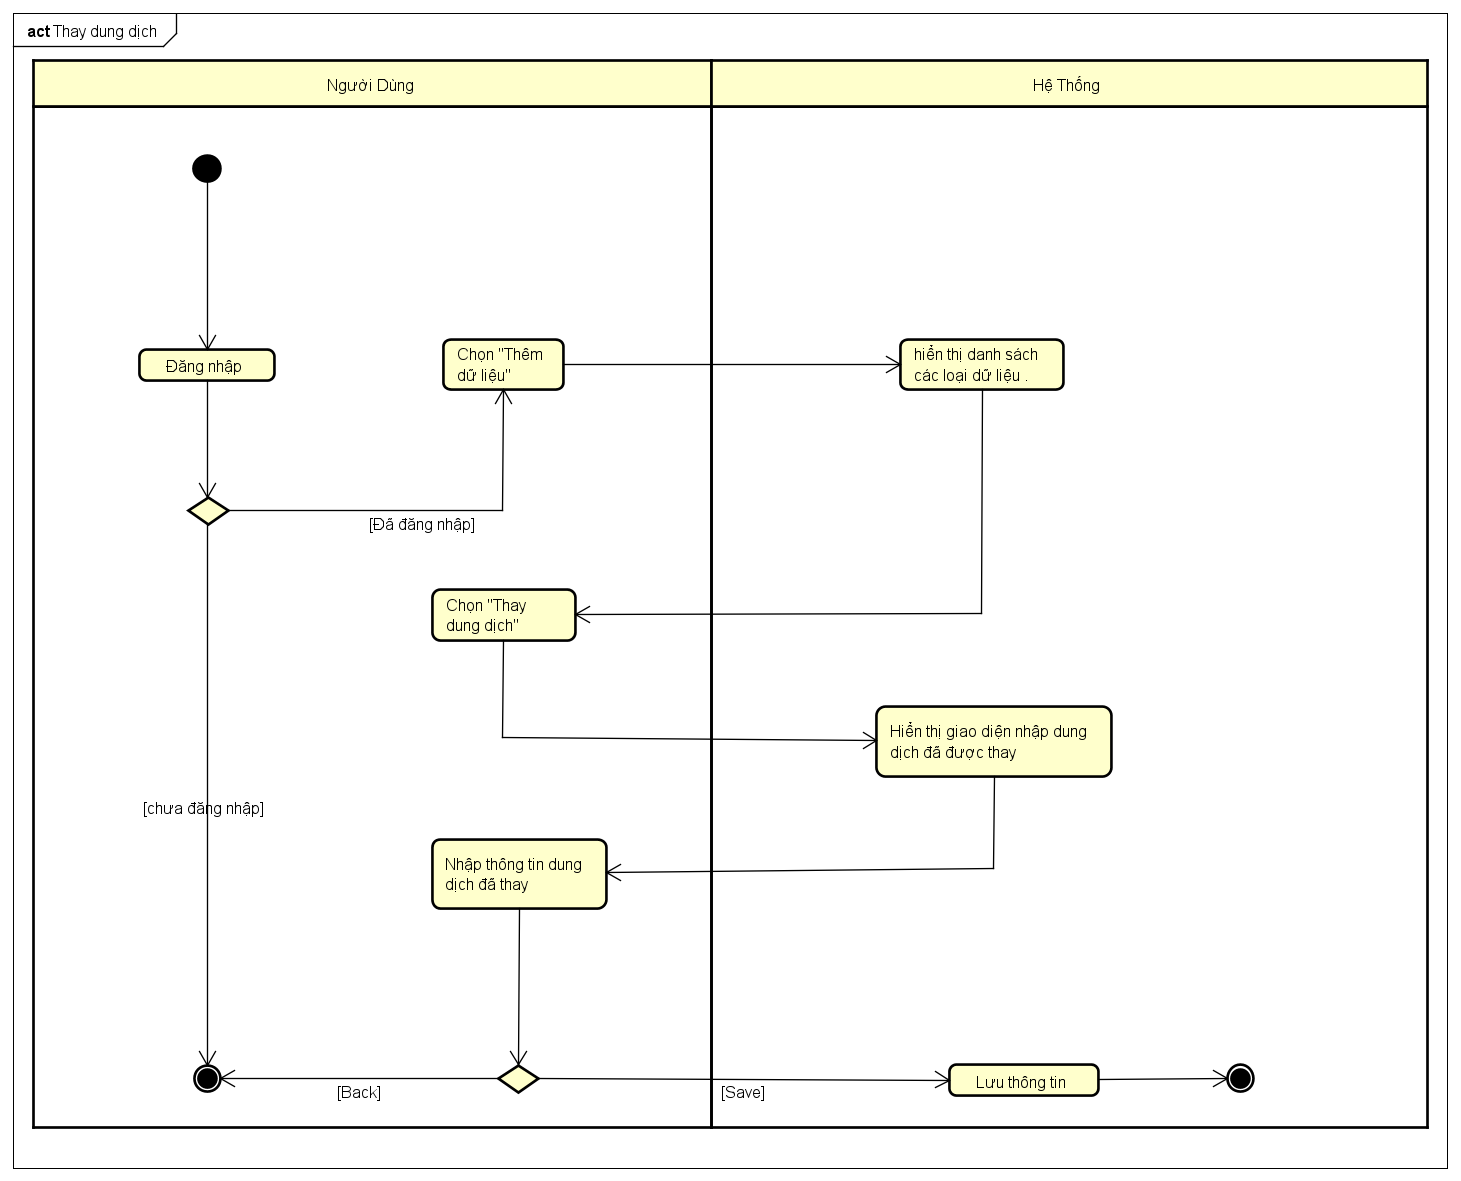 act Thay dung dịch
Người Dùng
Hệ Thống
Đăng nhập
Chọn "Thêm
dữ liệu"
hiển thị danh sách
các loại dữ liệu .
[Đã đăng nhập]
Chọn "Thay
dung dịch"
Hiển thị giao diện nhập dung
dịch đã được thay
[chưa đăng nhập]
Nhập thông tin dung
dịch đã thay
[Back]
[Save]
Lưu thông tin